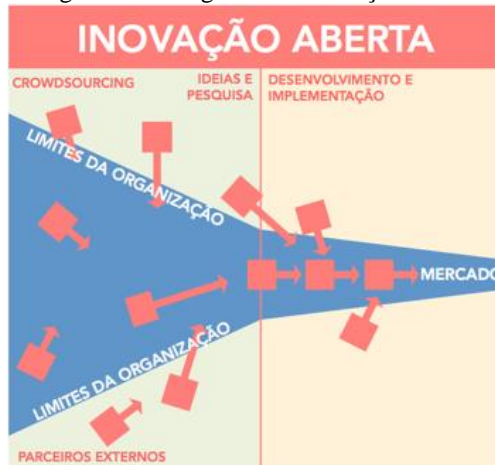 INOVAÇÃO ABERTA
CROWDSOURCING
IDEIAS E
PESQUISA
DESENVOLVIMENTO E
IMPLEMENTAÇÃO
LIMITES DA ORGANIZAÇÃO
MERCADO
LIMITES DA ORGANIZAÇÃO
PARCEIROS EXTERNOS